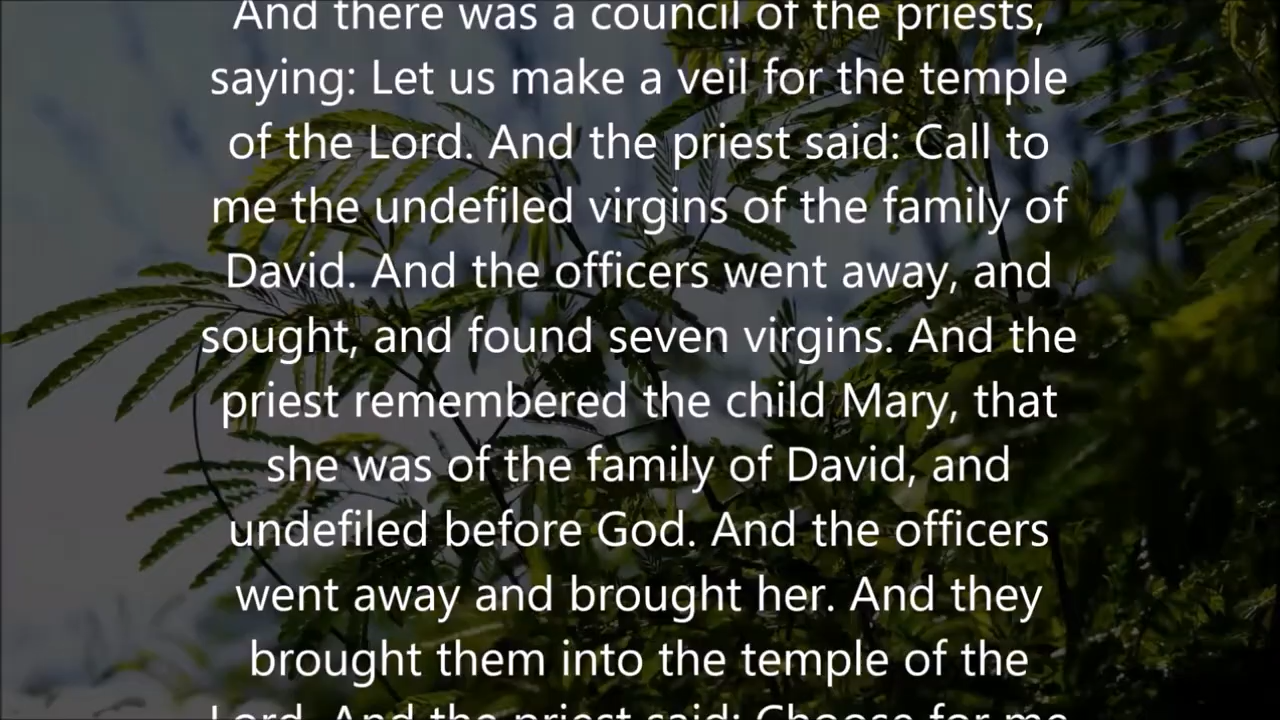 And there was a council of the priests,
saying: Let us make a veil for the temple
of the Lord. And the priest said: Call to
me the undefiled virgins of the family of
David. And the officers went away, and
sought, and found seven virgins. And the
priest remembered the child Mary, that
she was of the family of David, and
undefiled before God. And the officers
went away and brought her. And they
brought them into the temple of the
Lord. And the priest said: Choose for me